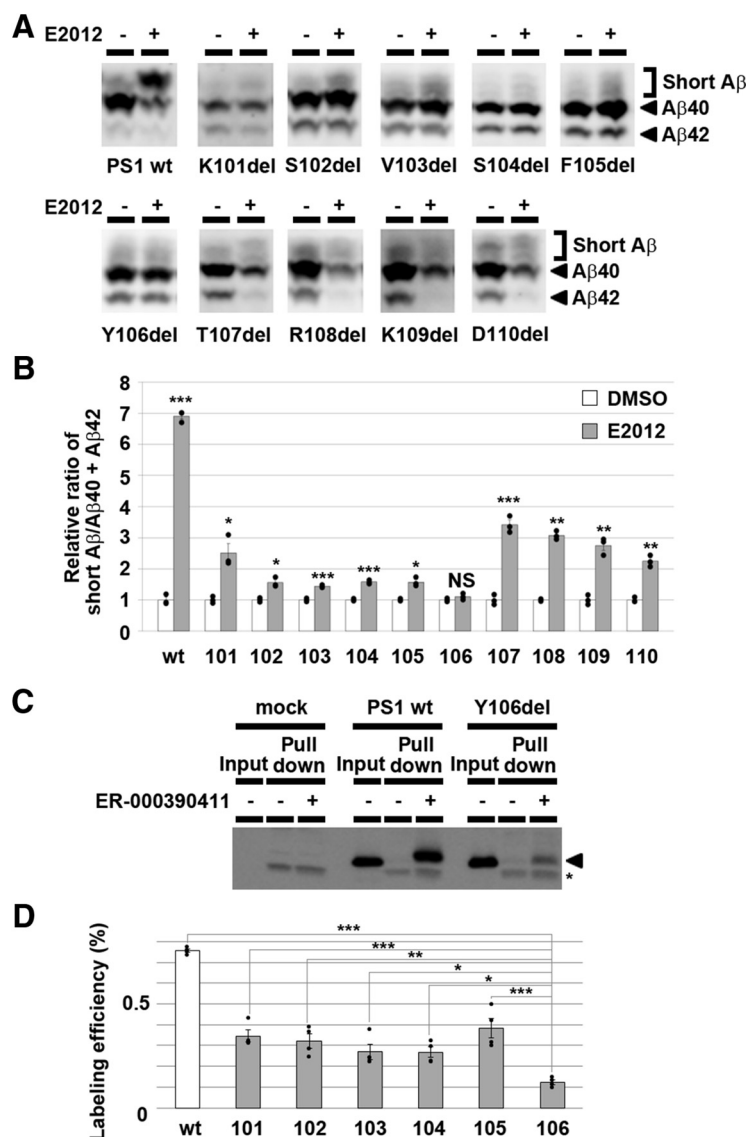 A
E2012 - + - + - + - + - + - +
Short Aβ
Aβ40
Aβ42
PS1 wt K101del S102del V103del S104del F105del
E2012 - + - + - + - + - +
Short Aβ
Aβ40
Aβ42
Y106del T107del R108del K109del D110del
B
Relative ratio of
short Aβ/Aβ40 + Aβ42
8
7
6
5
4
3
2
1
0
DMSO
E2012
*** * * *** *** * NS *** ** ** **
wt 101 102 103 104 105 106 107 108 109 110
C
mock PS1 wt Y106del
Input Pull down Input Pull down Input Pull down
ER-000390411 - + - + - +
*
D
Labeling efficiency (%)
0.5
0
***
***
**
*
*
***
wt 101 102 103 104 105 106